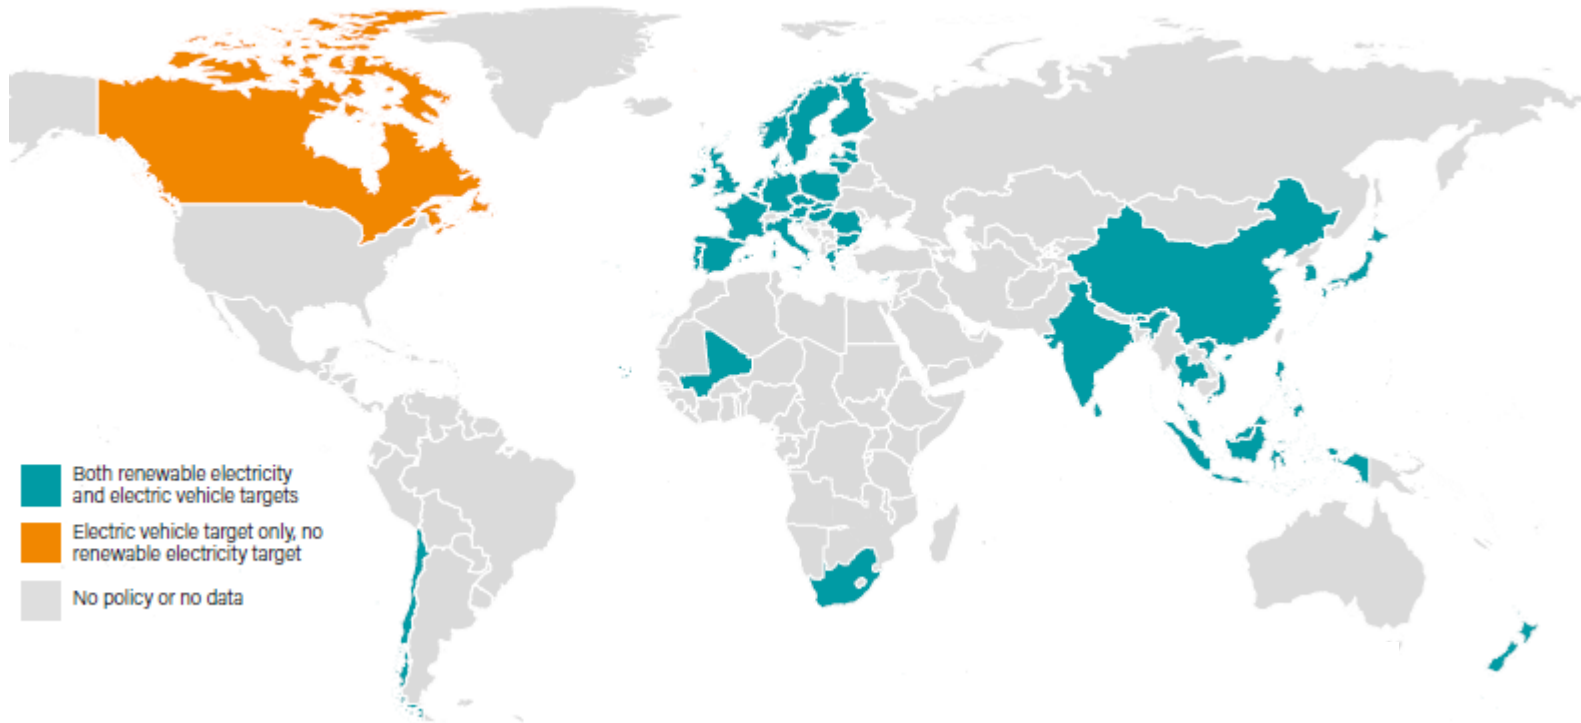 Both renewable electricity
and electric vehicle targets
Electric vehicle target only, no
renewable electricity target
No policy or no data